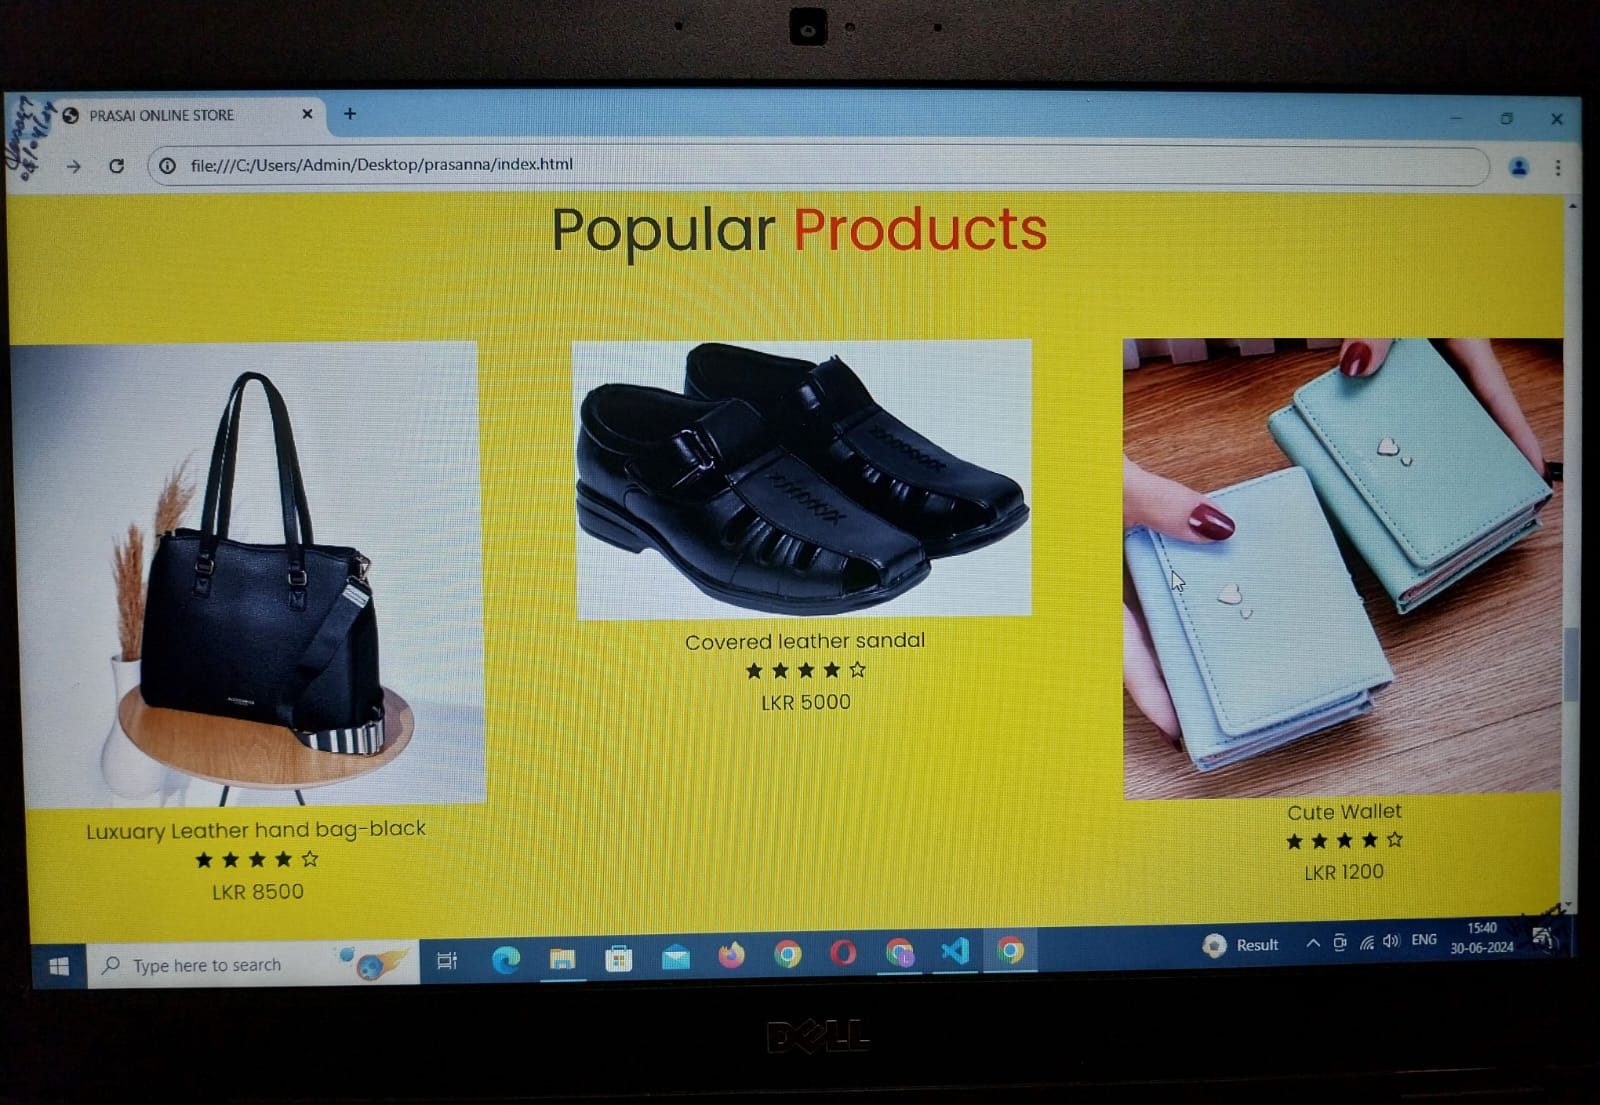 PRASAI ONLINE STORE
file:///C:/Users/Admin/Desktop/prasanna/index.html
Popular Products
Covered leather sandal
LKR 5000
Cute Wallet
LKR 1200
Luxuary Leather hand bag-black
LKR 8500
Type here to search
Result
ENG
15:40
30-06-2024
DELL